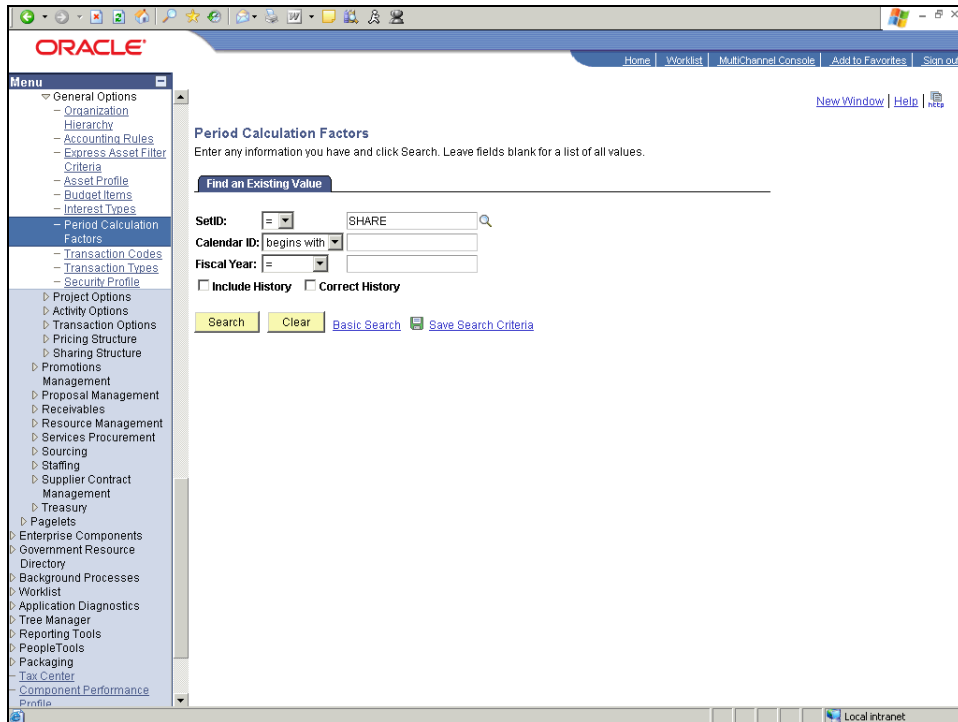 ORACLE'
Home | Worklist | MultiChannel Console | Add to Favorites | Sign out
Menu
General Options
– Organization
Hierarchy
– Accounting Rules
– Express Asset Filter
Criteria
– Asset Profile
– Budget Items
– Interest Types
– Period Calculation
Factors
– Transaction Codes
– Transaction Types
– Security Profile
Project Options
Activity Options
Transaction Options
Pricing Structure
Sharing Structure
Promotions
Management
Proposal Management
Receivables
Resource Management
Services Procurement
Sourcing
Staffing
Supplier Contract
Management
Treasury
Pagelets
Enterprise Components
Government Resource
Directory
Background Processes
Worklist
Application Diagnostics
Tree Manager
Reporting Tools
PeopleTools
Packaging
– Tax Center
– Component Performance
Profile
New Window | Help | http
Period Calculation Factors
Enter any information you have and click Search. Leave fields blank for a list of all values.
Find an Existing Value
SetID: = SHARE
Calendar ID: begins with
Fiscal Year: =
Include History Correct History
Search Clear Basic Search Save Search Criteria
Local intranet